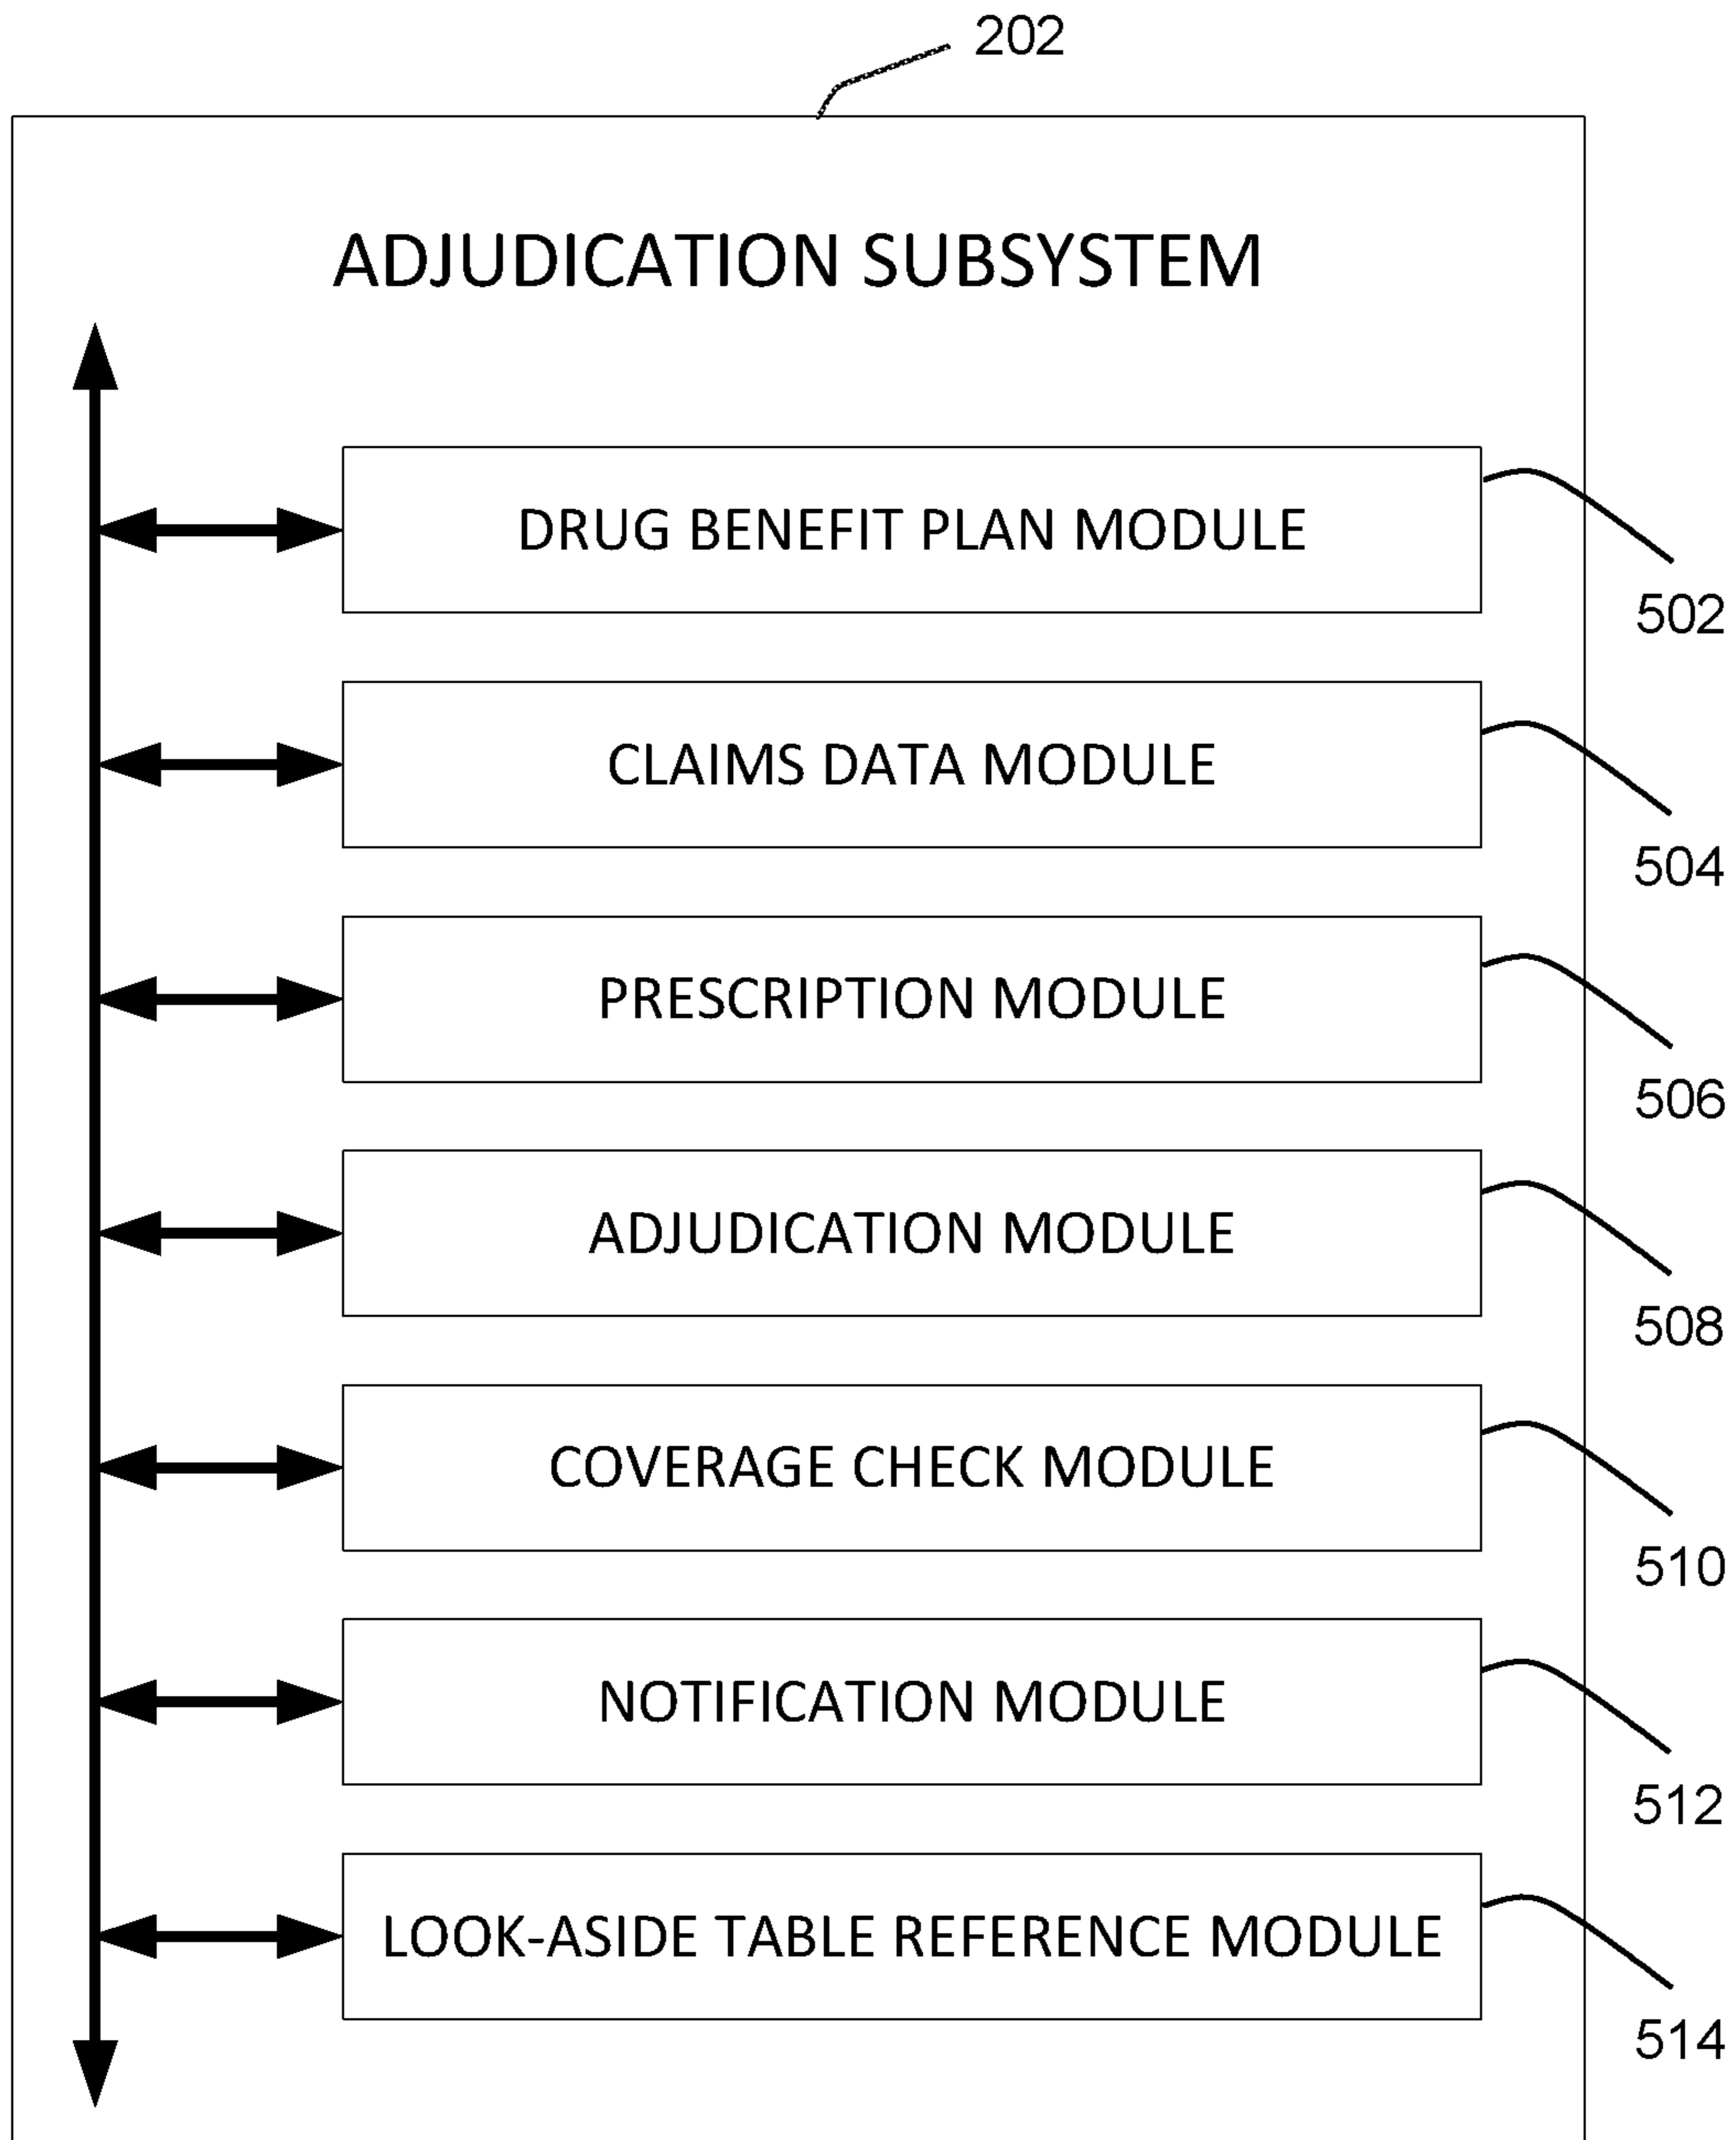 202
ADJUDICATION SUBSYSTEM
DRUG BENEFIT PLAN MODULE
502
CLAIMS DATA MODULE
504
PRESCRIPTION MODULE
506
ADJUDICATION MODULE
508
COVERAGE CHECK MODULE
510
NOTIFICATION MODULE
512
LOOK-ASIDE TABLE REFERENCE MODULE
514